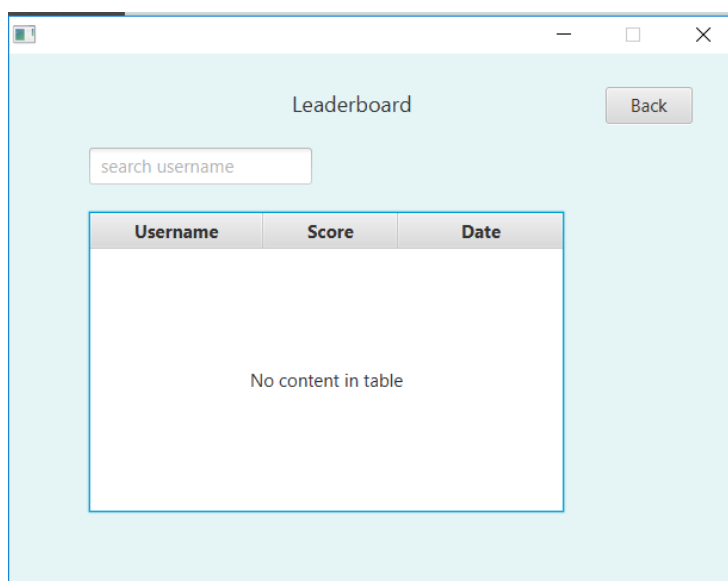 Leaderboard
Back
search username
Username Score Date
No content in table